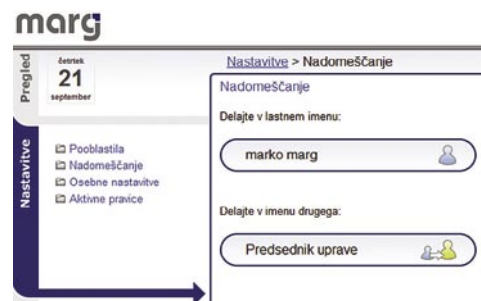 marg
Pregled
četrtek
21
september
Nastavitve
Pooblastila
Nadomeščanje
Osebne nastavitve
Aktivne pravice
Nastavitve > Nadomeščanje
Nadomeščanje
Delajte v lastnem imenu:
marko marg
Delajte v imenu drugega:
Predsednik uprave